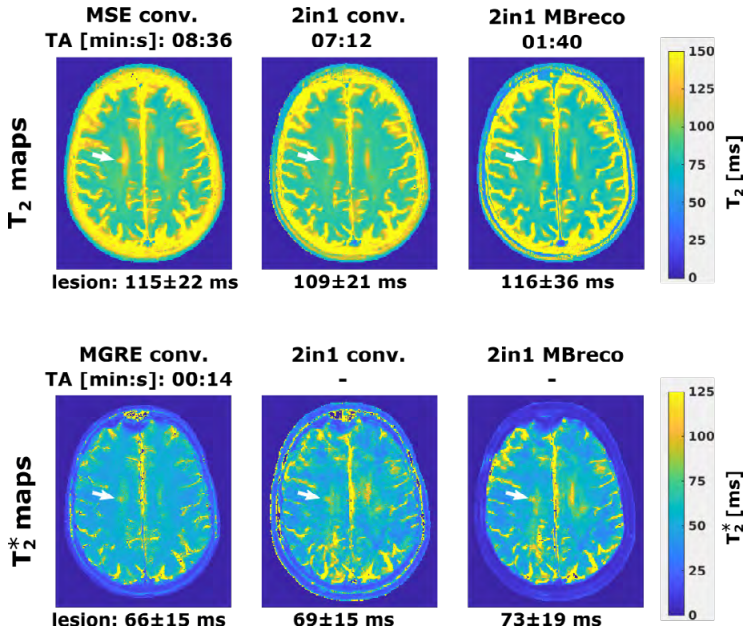 MSE conv. 2in1 conv. 2in1 MBreco
TA [min:s]: 08:36 07:12 01:40
T₂ maps
150
125
100
75
50
25
0
T₂ [ms]
lesion: 115±22 ms 109±21 ms 116±36 ms
MGRE conv. 2in1 conv. 2in1 MBreco
TA [min:s]: 00:14 - -
T₂* maps
125
100
75
50
25
0
T₂* [ms]
lesion: 66±15 ms 69±15 ms 73±19 ms